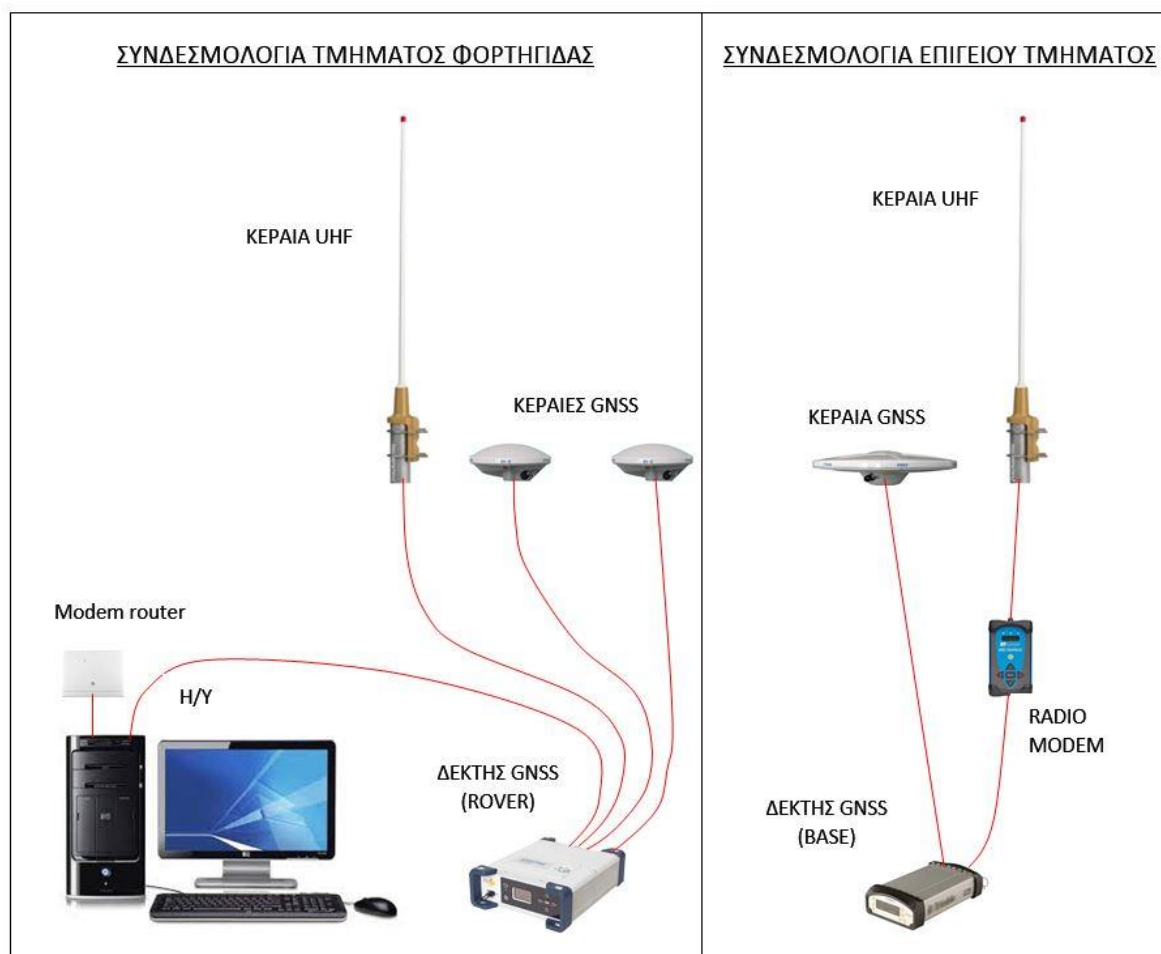 ΣΥΝΔΕΣΜΟΛΟΓΙΑ ΤΜΗΜΑΤΟΣ ΦΟΡΤΗΓΙΔΑΣ
ΚΕΡΑΙΑ UHF
ΚΕΡΑΙΕΣ GNSS
Modem router
Η/Υ
ΔΕΚΤΗΣ GNSS
(ROVER)
ΣΥΝΔΕΣΜΟΛΟΓΙΑ ΕΠΙΓΕΙΟΥ ΤΜΗΜΑΤΟΣ
ΚΕΡΑΙΑ UHF
ΚΕΡΑΙΑ GNSS
RADIO
MODEM
ΔΕΚΤΗΣ GNSS
(BASE)